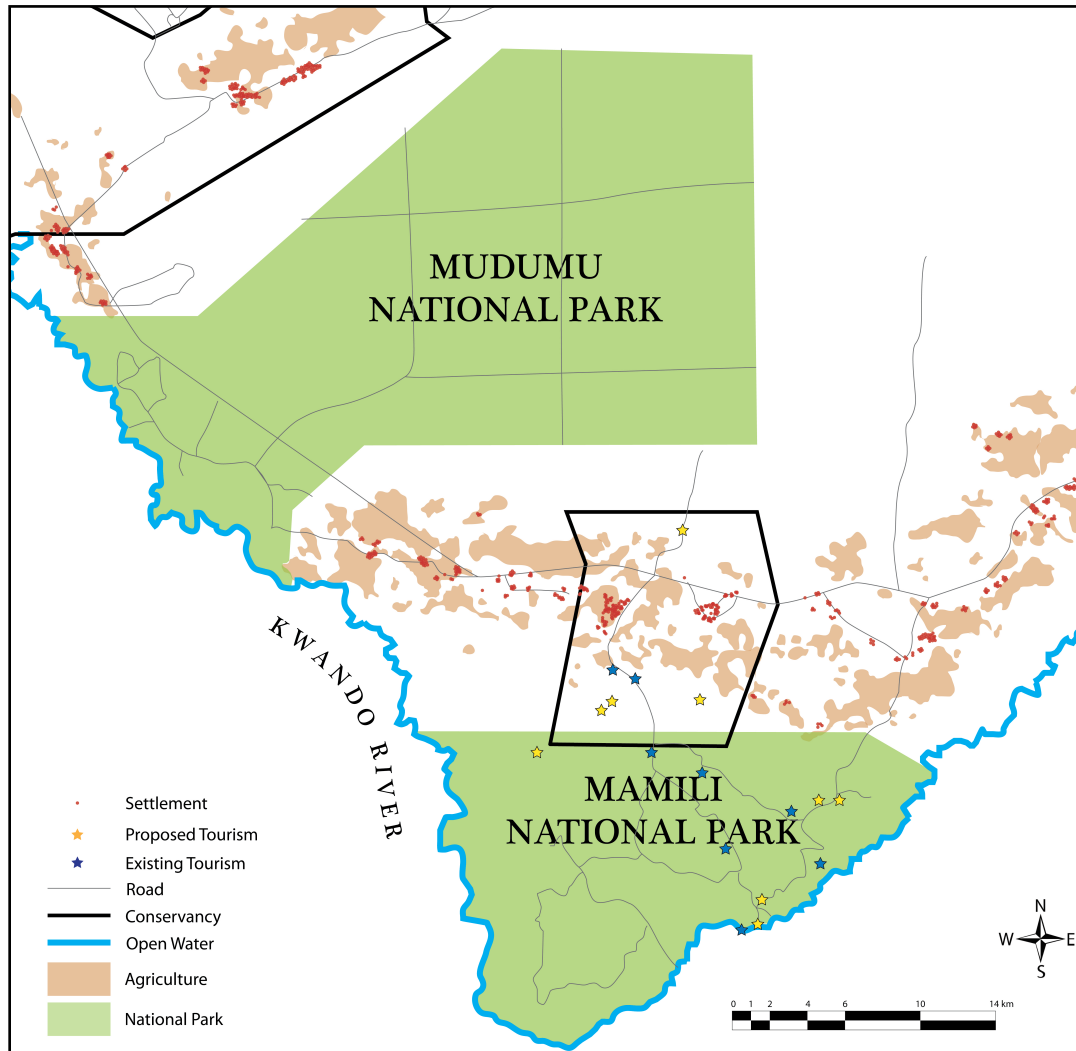 MUDUMU
NATIONAL PARK
KWANDO RIVER
MAMILI
NATIONAL PARK
Settlement
Proposed Tourism
Existing Tourism
Road
Conservancy
Open Water
Agriculture
National Park
N
W E
S
0 1 2 4 6 10 14 km